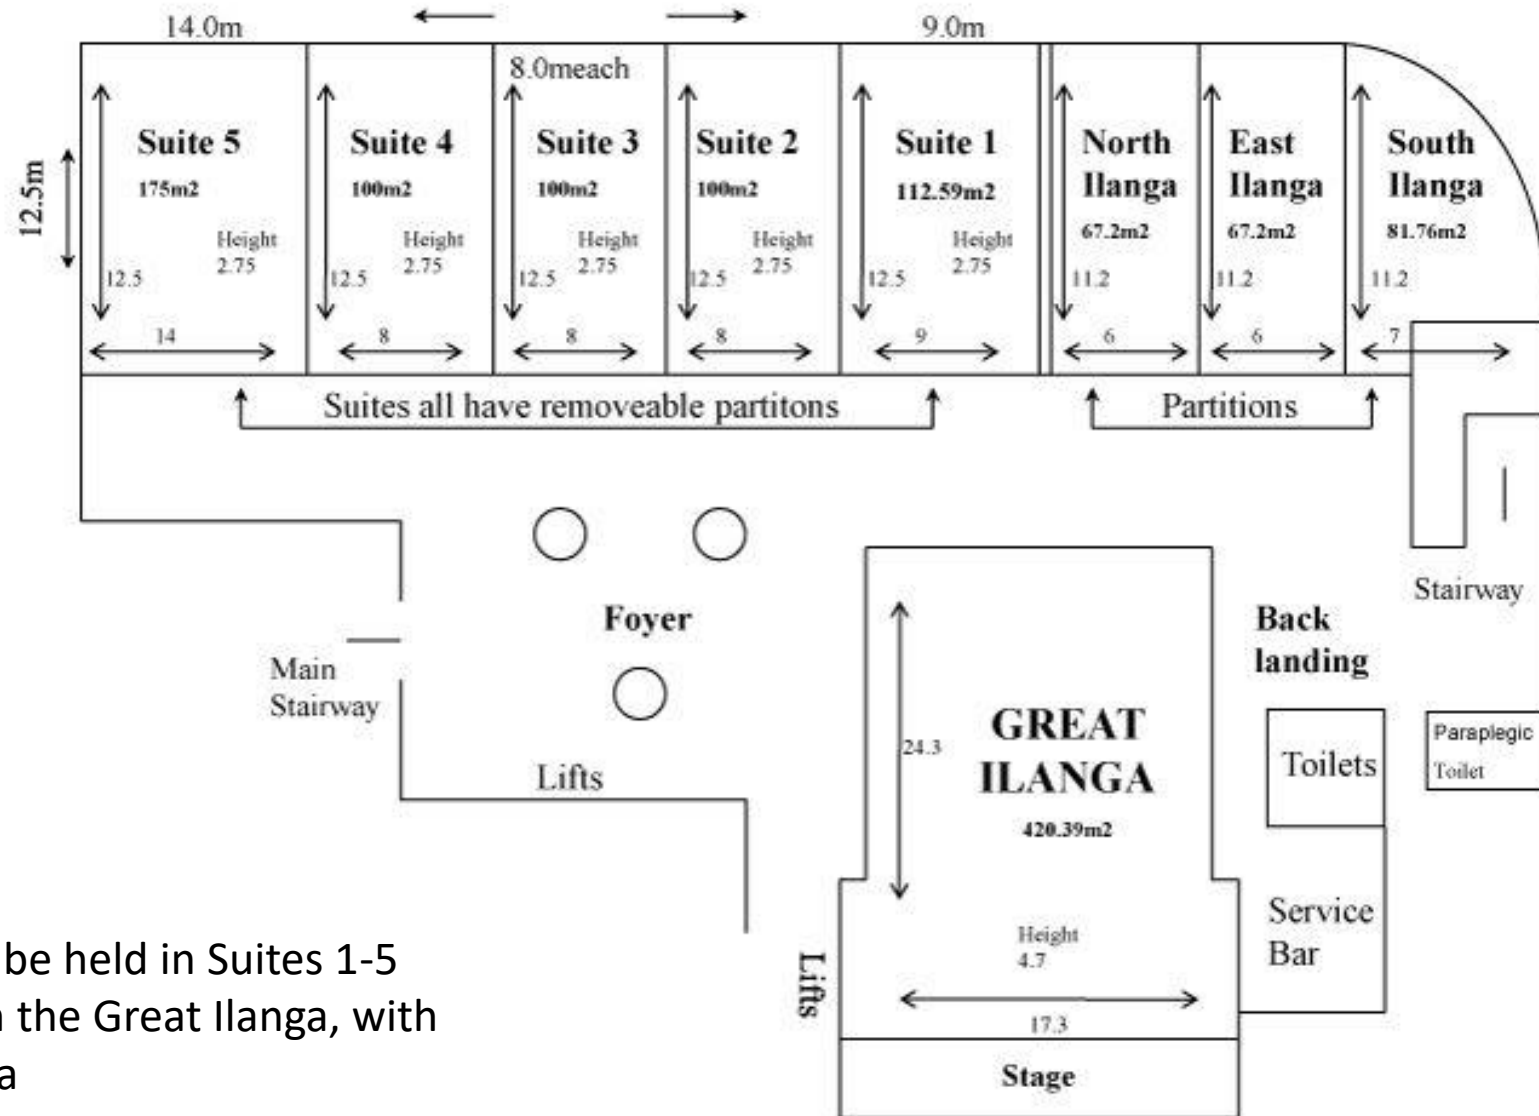 14.0m
9.0m
8.0meach
12.5m
Suite 5
175m2
Height
2.75
12.5
14
Suite 4
100m2
Height
2.75
12.5
8
Suite 3
100m2
Height
2.75
12.5
8
Suite 2
100m2
Height
2.75
12.5
8
Suite 1
112.59m2
Height
2.75
12.5
9
North
Ilanga
67.2m2
11.2
6
East
Ilanga
67.2m2
11.2
6
South
Ilanga
81.76m2
11.2
7
Suites all have removeable partitons
Partitions
Stairway
Foyer
Main
Stairway
Lifts
Back
landing
GREAT
ILANGA
420.39m2
24.3
Height
4.7
17.3
Stage
Lifts
Toilets
Paraplegic
Toilet
Service
Bar
be held in Suites 1-5
the Great Ilanga, with